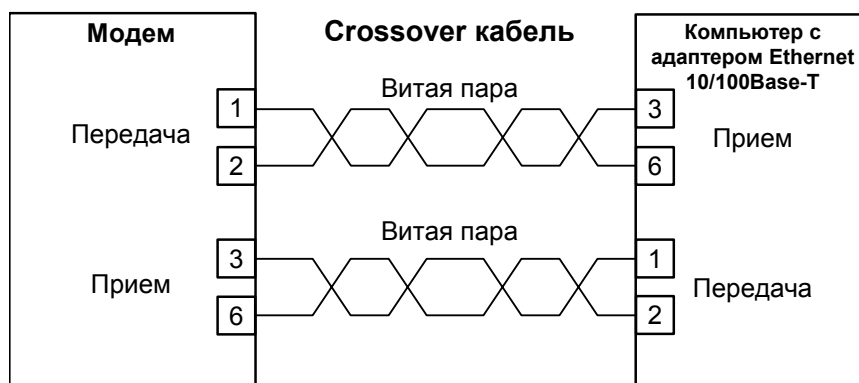 Модем
Crossover кабель
Компьютер с
адаптером Ethernet
10/100Base-T
Витая пара
1
3
Передача
Прием
2
6
Витая пара
3
1
Прием
Передача
6
2